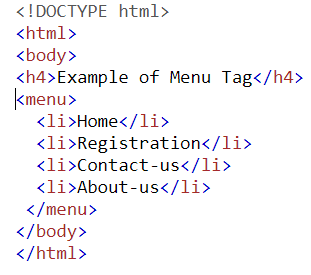 <!DOCTYPE html>
<html>
<body>
<h4>Example of Menu Tag</h4>
<menu>
  <li>Home</li>
  <li>Registration</li>
  <li>Contact-us</li>
  <li>About-us</li>
 </menu>
</body>
</html>